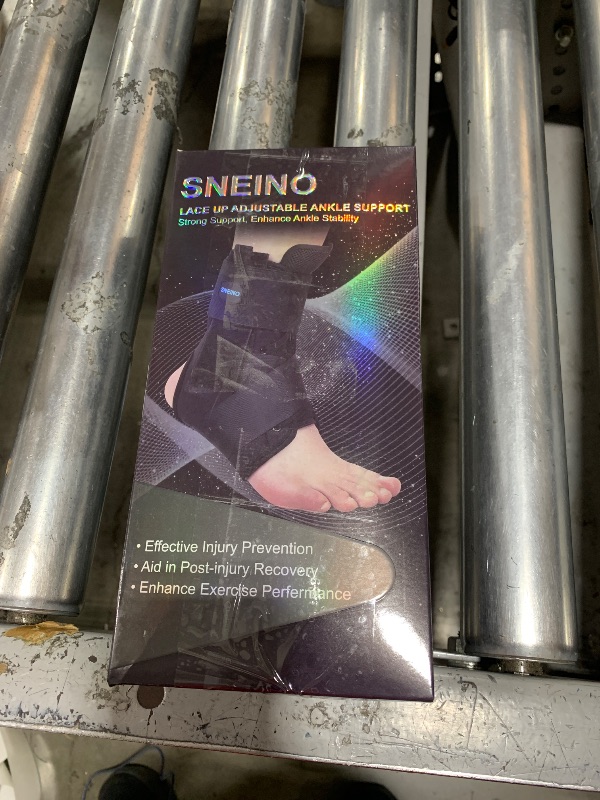 SNEINO
LACE UP ADJUSTABLE ANKLE SUPPORT
Strong Support, Enhance Ankle Stability
SNEINO
• Effective Injury Prevention
• Aid in Post-injury Recovery
• Enhance Exercise Performance